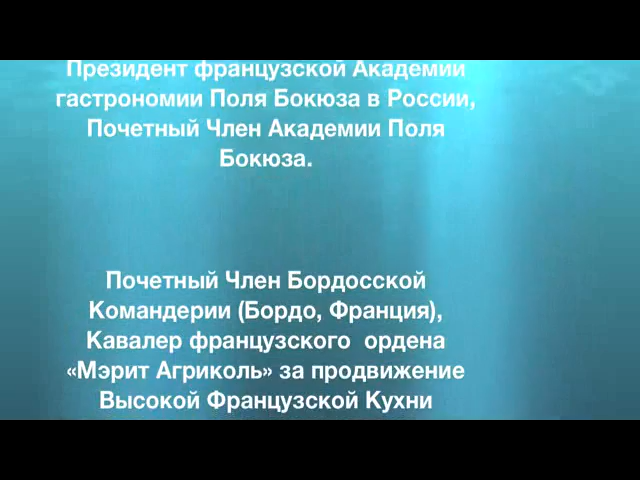 Президент французской Академии
гастрономии Поля Бокюза в России,
Почетный Член Академии Поля
Бокюза.
Почетный Член Бордосской
Командерии (Бордо, Франция),
Кавалер французского ордена
«Мэрит Агриколь» за продвижение
Высокой Французской Кухни